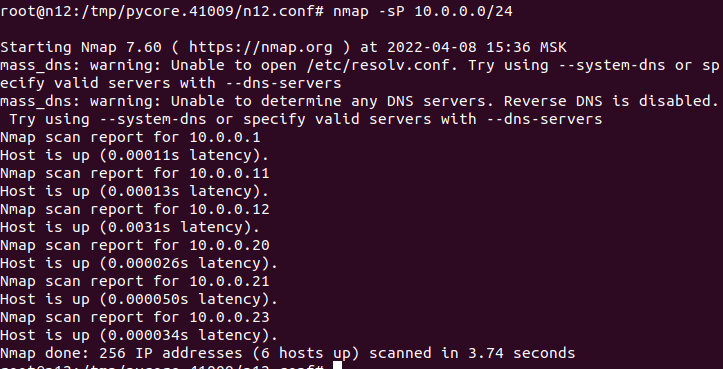 root@n12:/tmp/pycore.41009/n12.conf# nmap -sP 10.0.0.0/24
Starting Nmap 7.60 ( https://nmap.org ) at 2022-04-08 15:36 MSK
mass_dns: warning: Unable to open /etc/resolv.conf. Try using --system-dns or sp
ecify valid servers with --dns-servers
mass_dns: warning: Unable to determine any DNS servers. Reverse DNS is disabled.
 Try using --system-dns or specify valid servers with --dns-servers
Nmap scan report for 10.0.0.1
Host is up (0.00011s latency).
Nmap scan report for 10.0.0.11
Host is up (0.00013s latency).
Nmap scan report for 10.0.0.12
Host is up (0.0031s latency).
Nmap scan report for 10.0.0.20
Host is up (0.000026s latency).
Nmap scan report for 10.0.0.21
Host is up (0.000050s latency).
Nmap scan report for 10.0.0.23
Host is up (0.000034s latency).
Nmap done: 256 IP addresses (6 hosts up) scanned in 3.74 seconds
root@n12:/tmp/pycore.41009/n12.conf#